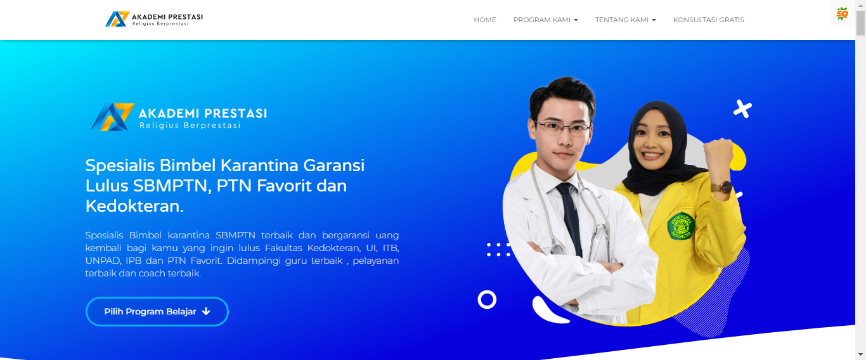 AKADEMI PRESTASI
Religius Berprestasi
HOME PROGRAM KAMI TENTANG KAMI KONSULTASI GRATIS
AKADEMI PRESTASI
Religius Berprestasi
Spesialis Bimbel Karantina Garansi
Lulus SBMPTN, PTN Favorit dan
Kedokteran.
Spesialis Bimbel karantina SBMPTN terbaik dan bergaransi uang
kembali bagi kamu yang ingin lulus Fakultas Kedokteran, UI, ITB,
UNPAD, IPB dan PTN Favorit. Didampingi guru terbaik , pelayanan
terbaik dan coach terbaik.
Pilih Program Belajar